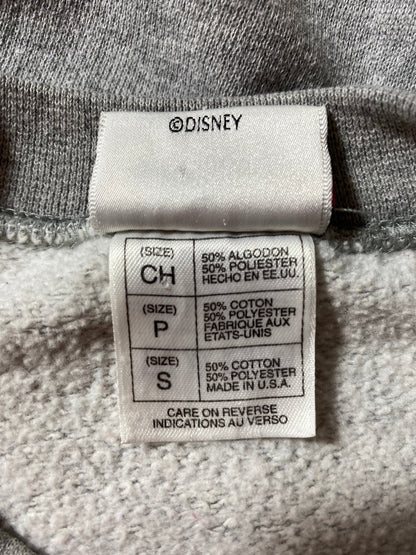 ©DISNEY
(SIZE)
CH
50% ALGODON
50% POLIESTER
HECHO EN EE.UU.
(SIZE)
P
50% COTON
50% POLYESTER
FABRIQUE AUX
ETATS-UNIS
(SIZE)
S
50% COTTON
50% POLYESTER
MADE IN U.S.A.
CARE ON REVERSE
INDICATIONS AU VERSO